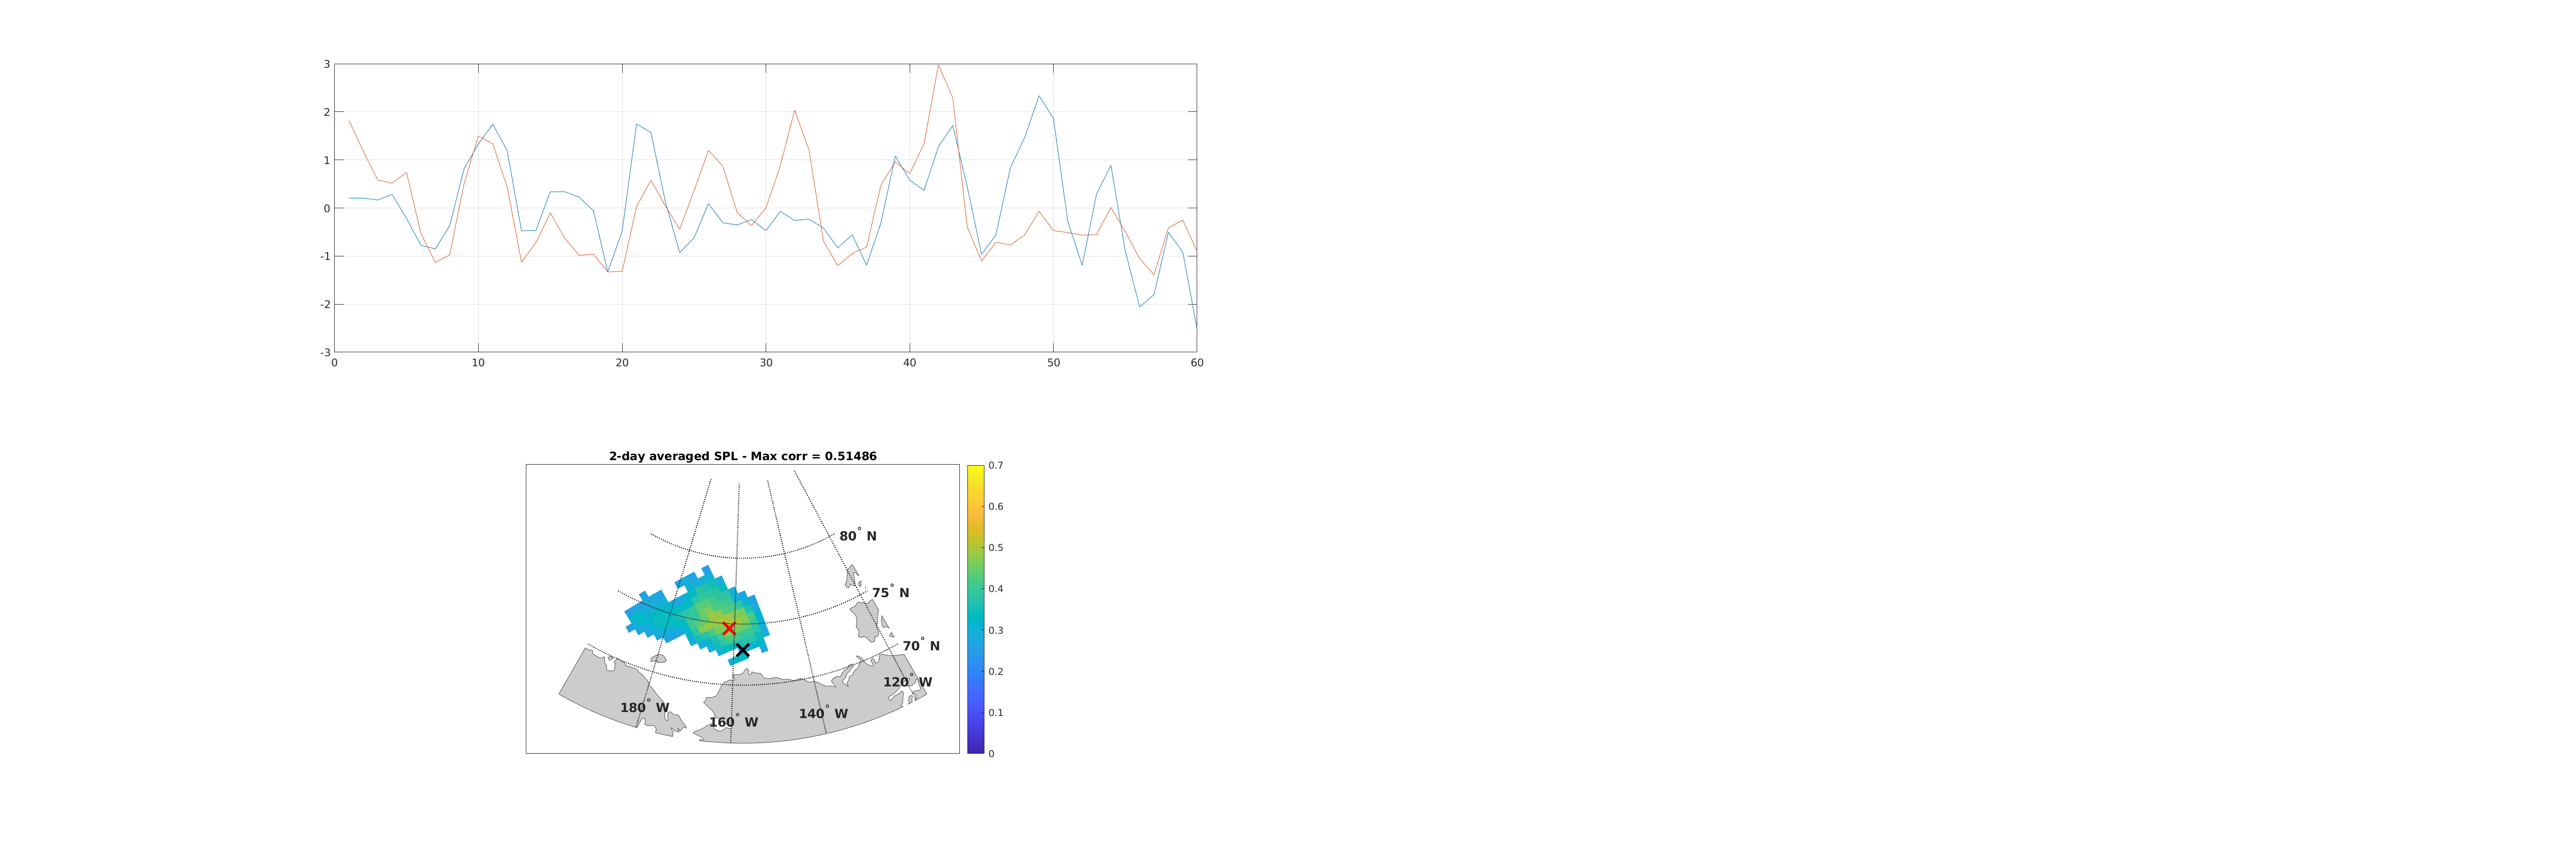 3
2
1
0
-1
-2
-3
0 10 20 30 40 50 60
2-day averaged SPL - Max corr = 0.51486
0.7
0.6
0.5
0.4
0.3
0.2
0.1
0
80° N
75° N
70° N
120° W
180° W
160° W
140° W